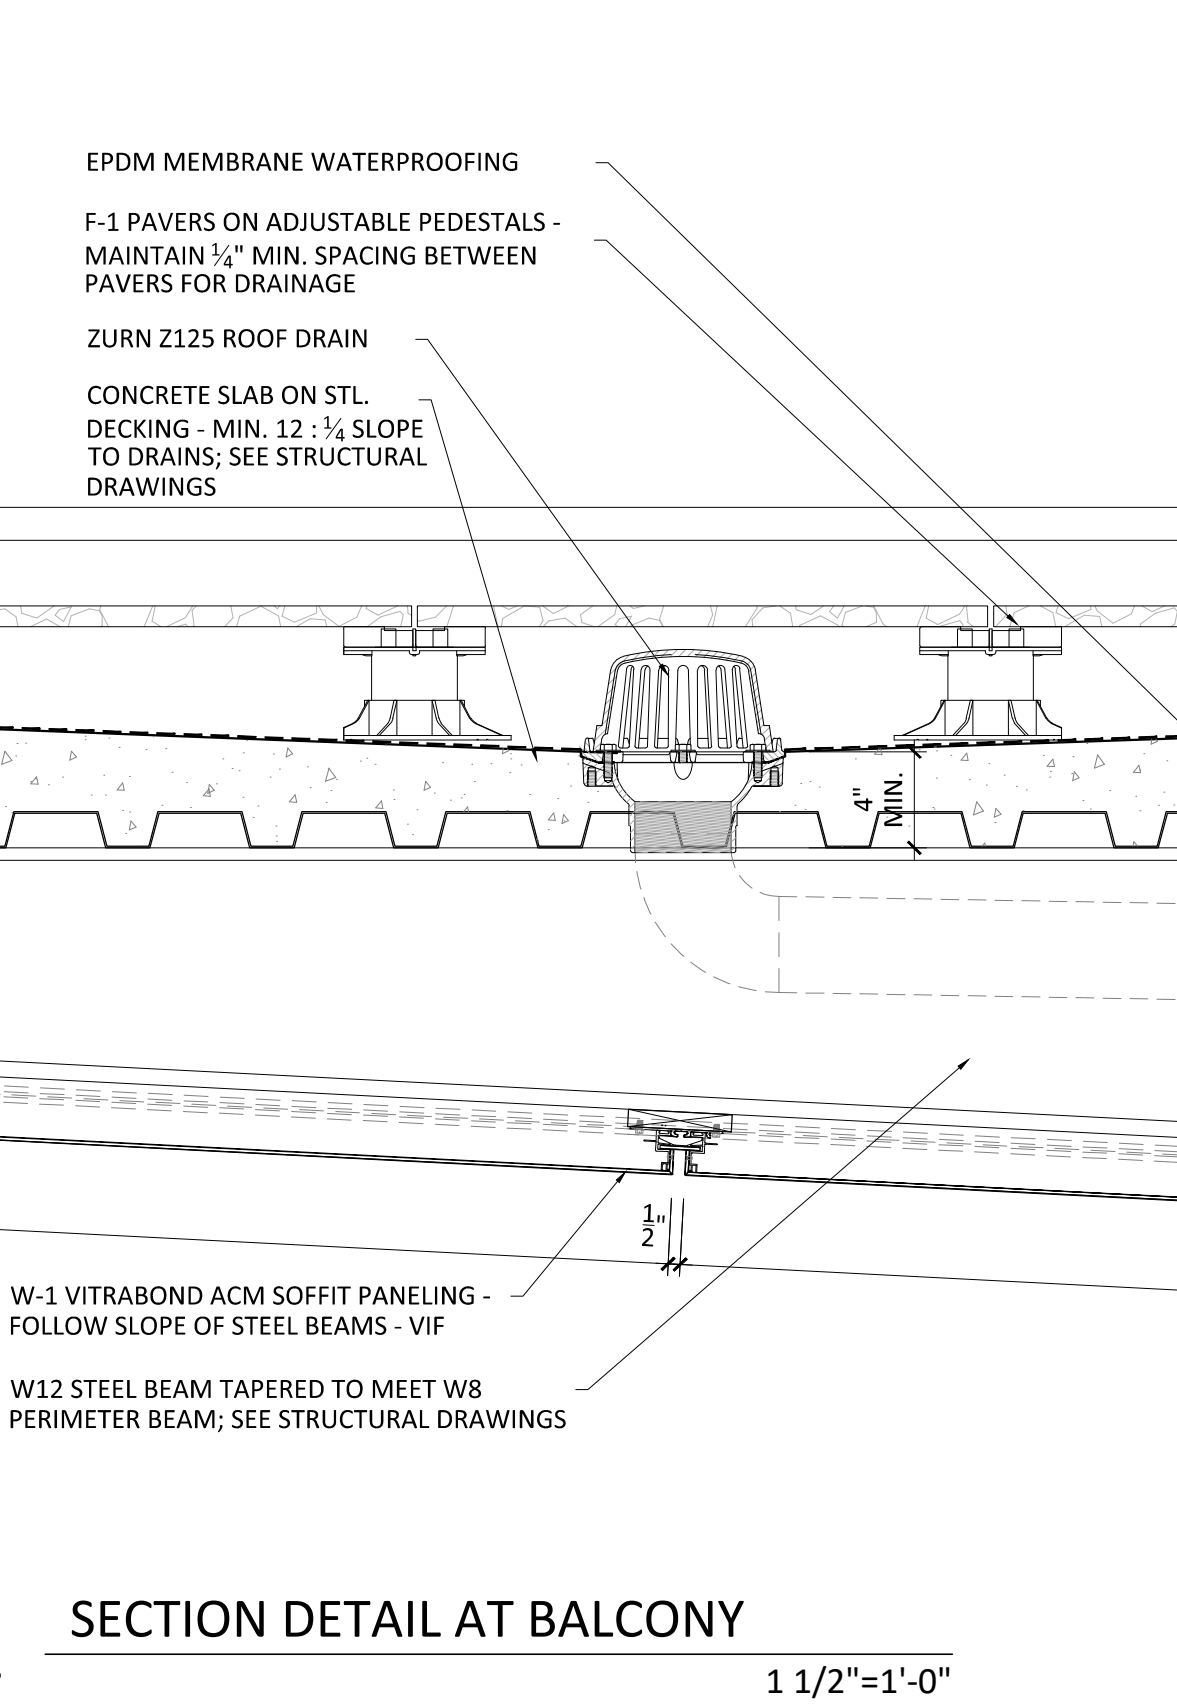 EPDM MEMBRANE WATERPROOFING
F-1 PAVERS ON ADJUSTABLE PEDESTALS -
MAINTAIN ¼" MIN. SPACING BETWEEN
PAVERS FOR DRAINAGE
ZURN Z125 ROOF DRAIN
CONCRETE SLAB ON STL.
DECKING - MIN. 12 : ¼ SLOPE
TO DRAINS; SEE STRUCTURAL
DRAWINGS
4"
MIN.
½"
W-1 VITRABOND ACM SOFFIT PANELING -
FOLLOW SLOPE OF STEEL BEAMS - VIF
W12 STEEL BEAM TAPERED TO MEET W8
PERIMETER BEAM; SEE STRUCTURAL DRAWINGS
SECTION DETAIL AT BALCONY
1 1/2"=1'-0"